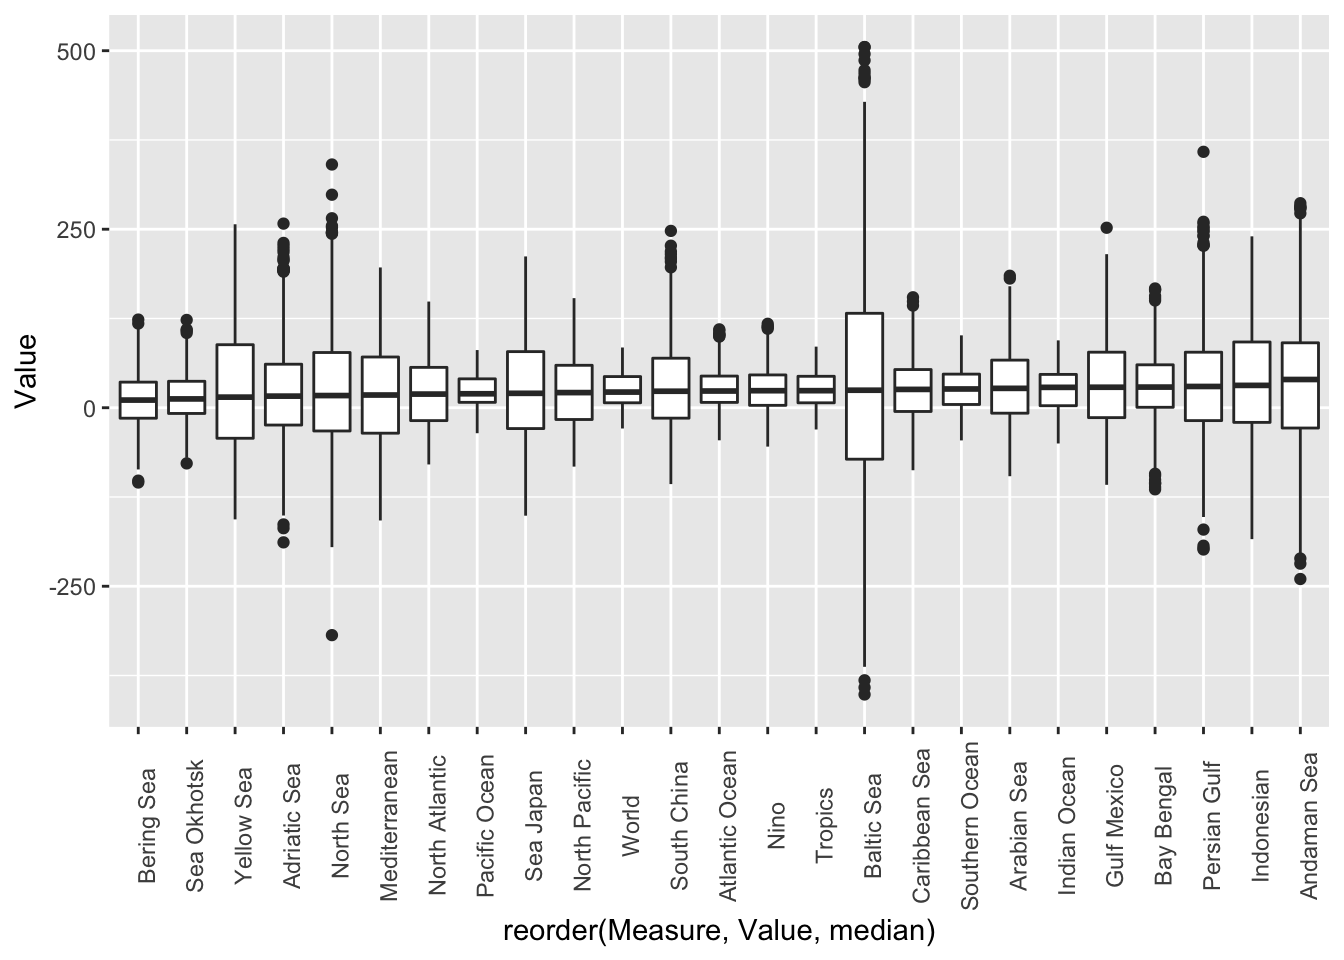 500
250
0
-250
Value
Bering Sea
Sea Okhotsk
Yellow Sea
Adriatic Sea
North Sea
Mediterranean
North Atlantic
Pacific Ocean
Sea Japan
North Pacific
World
South China
Atlantic Ocean
Nino
Tropics
Baltic Sea
Caribbean Sea
Southern Ocean
Arabian Sea
Indian Ocean
Gulf Mexico
Bay Bengal
Persian Gulf
Indonesian
Andaman Sea
reorder(Measure, Value, median)